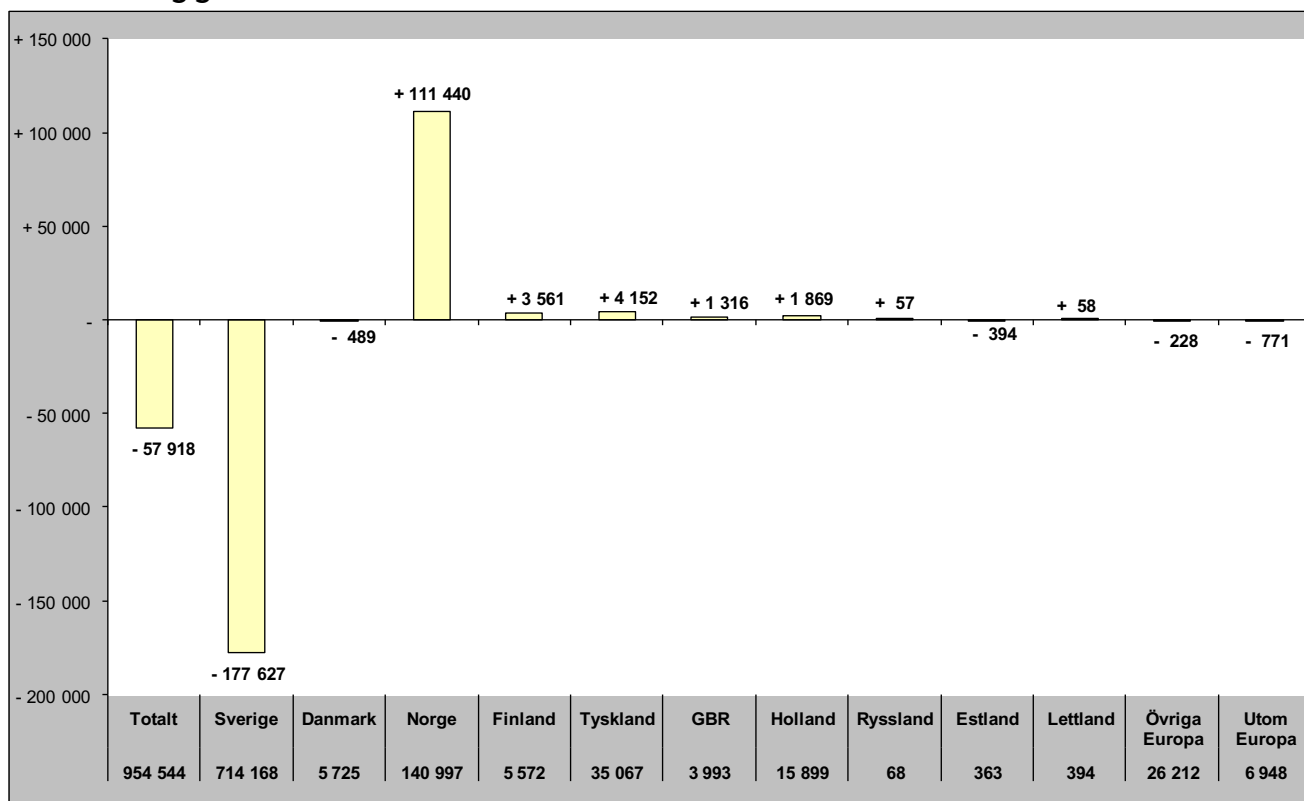 + 150 000
+ 100 000
+ 50 000
-
- 50 000
- 100 000
- 150 000
- 200 000
- 57 918
- 177 627
- 489
+ 111 440
+ 3 561
+ 4 152
+ 1 316
+ 1 869
+ 57
- 394
+ 58
- 228
- 771
Totalt Sverige Danmark Norge Finland Tyskland GBR Holland Ryssland Estland Lettland Övriga Europa Utom Europa
954 544 714 168 5 725 140 997 5 572 35 067 3 993 15 899 68 363 394 26 212 6 948